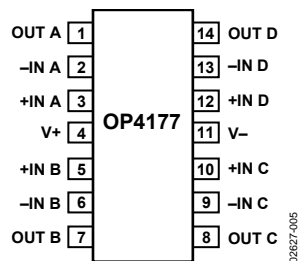 OUT A 1 14 OUT D
–IN A 2 13 –IN D
+IN A 3 12 +IN D
V+ 4 OP4177 11 V–
+IN B 5 10 +IN C
–IN B 6 9 –IN C
OUT B 7 8 OUT C
02627-005